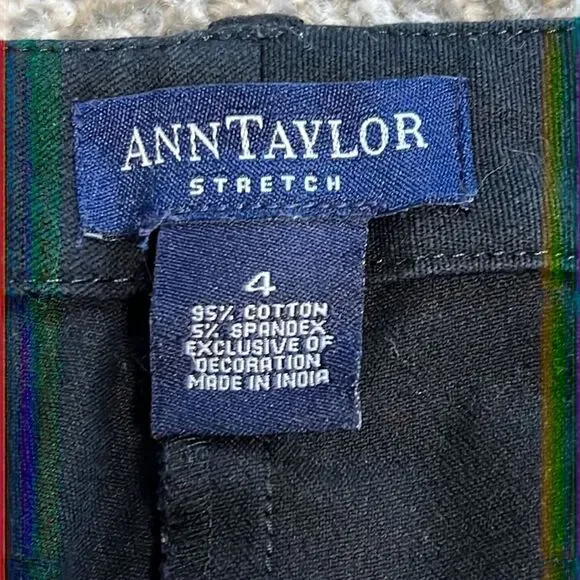 ANNTAYLOR
STRETCH
4
95% COTTON
5% SPANDEX
EXCLUSIVE OF
DECORATION
MADE IN INDIA